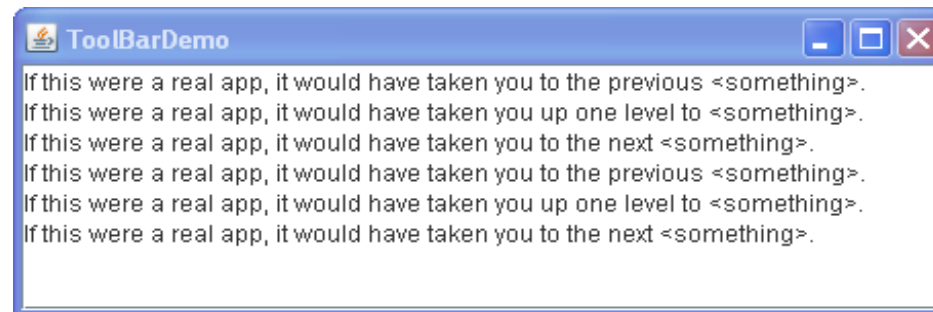 ToolBarDemo
If this were a real app, it would have taken you to the previous <something>.
If this were a real app, it would have taken you up one level to <something>.
If this were a real app, it would have taken you to the next <something>.
If this were a real app, it would have taken you to the previous <something>.
If this were a real app, it would have taken you up one level to <something>.
If this were a real app, it would have taken you to the next <something>.